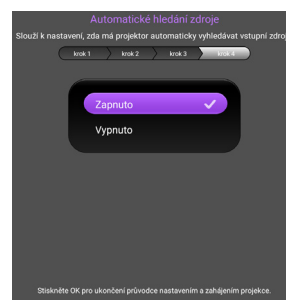 Automatické hledání zdroje
Slouží k nastavení, zda má projektor automaticky vyhledávat vstupní zdroj
krok 1 krok 2 krok 3 krok 4
Zapnuto
Vypnuto
Stiskněte OK pro ukončení průvodce nastavením a zahájením projekce.